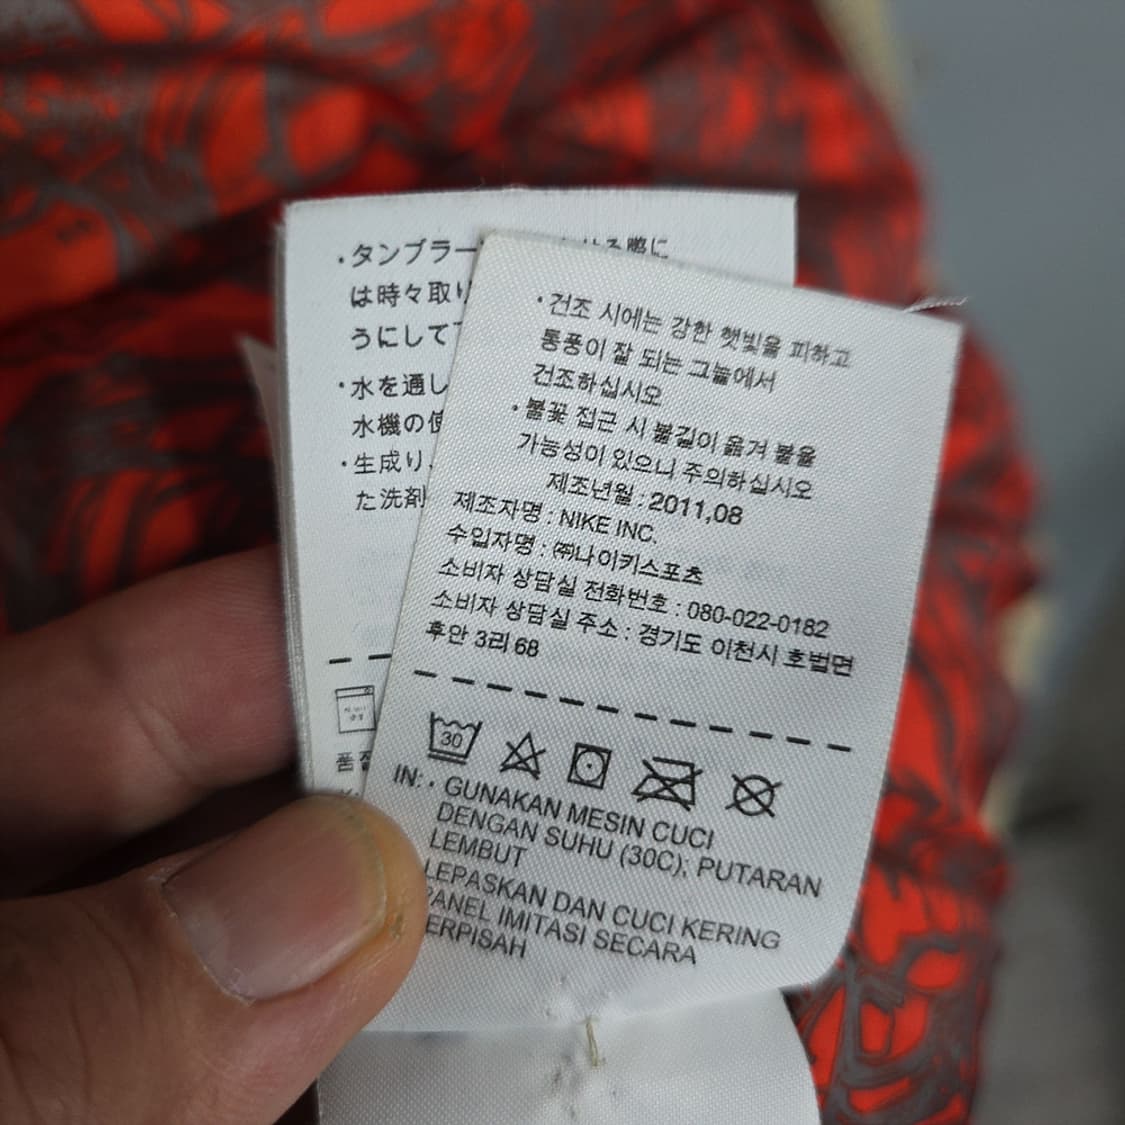 ・タンブラー
は時々取り
うにして下
・水を通し
水機の使
・生成り、
た洗剤
・건조 시에는 강한 햇빛을 피하고
통풍이 잘 되는 그늘에서
건조하십시오
・불꽃 접근 시 불길이 옮겨 붙을
가능성이 있으니 주의하십시오
제조년월 : 2011,08
제조자명 : NIKE INC.
수입자명 : ㈜나이키스포츠
소비자 상담실 전화번호 : 080-022-0182
소비자 상담실 주소 : 경기도 이천시 호법면
후안 3리 68
30
IN: · GUNAKAN MESIN CUCI
DENGAN SUHU (30C); PUTARAN
LEMBUT
LEPASKAN DAN CUCI KERING
PANEL IMITASI SECARA
ERPISAH